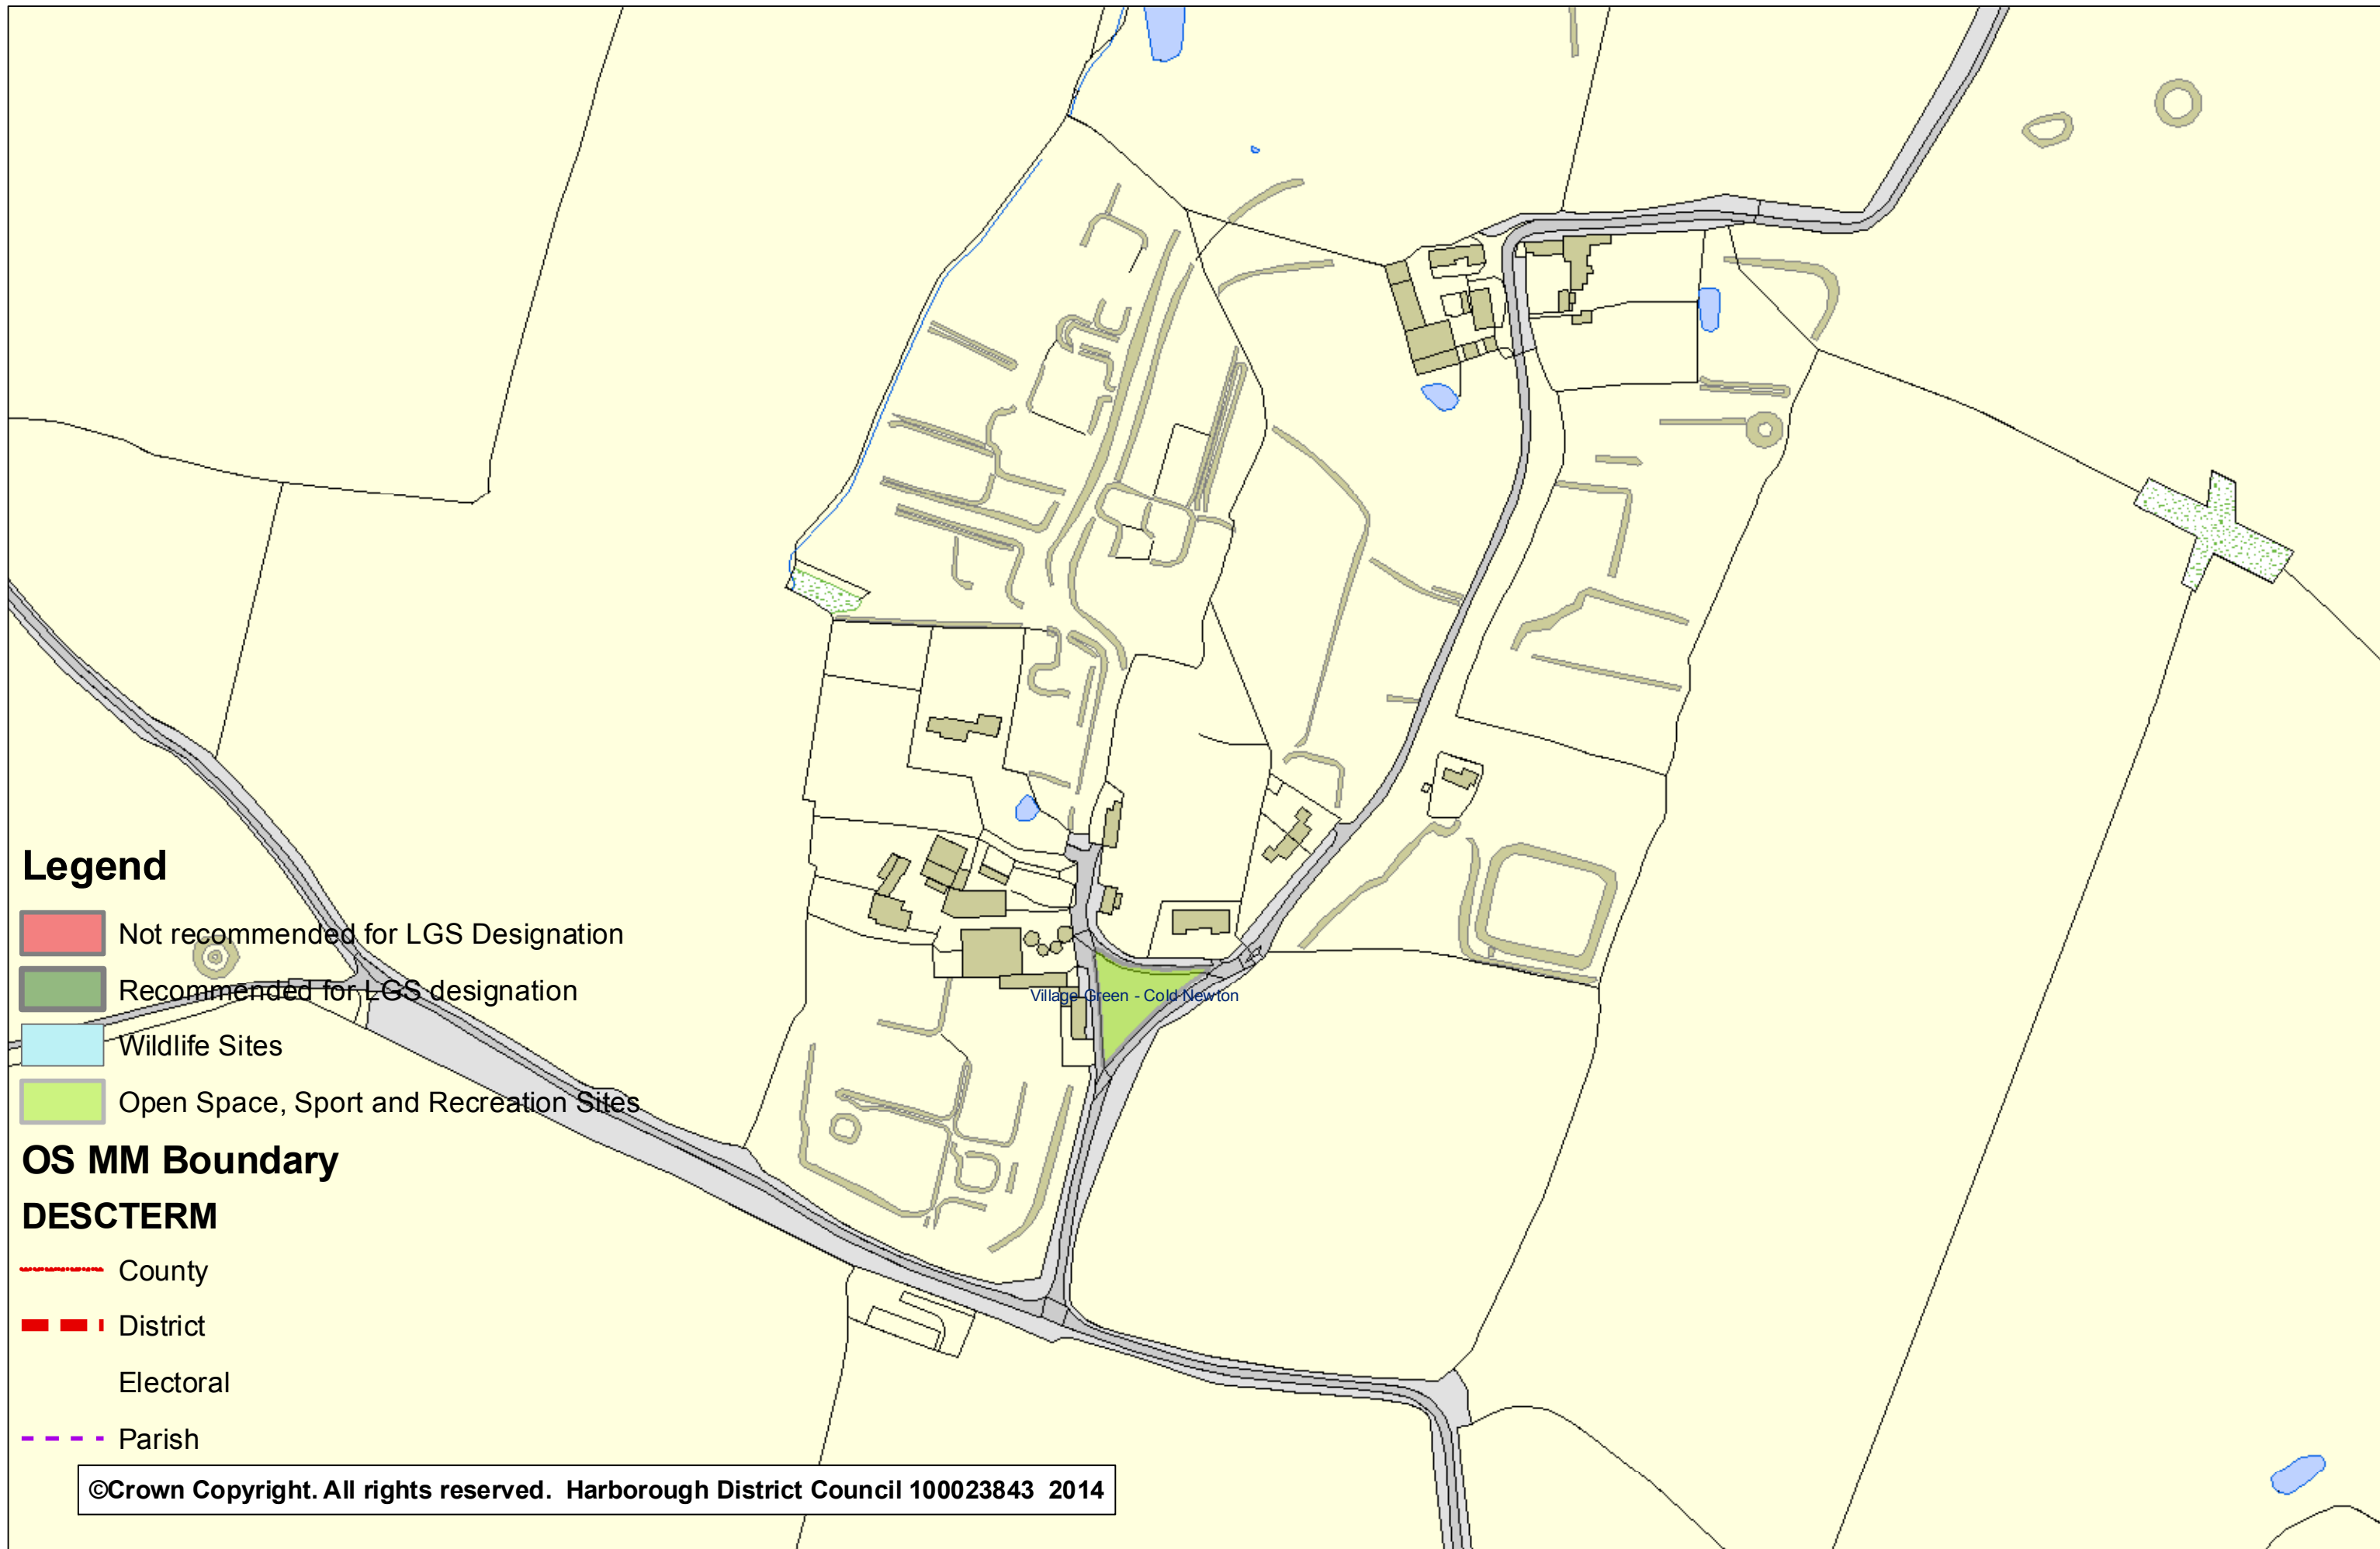 Legend
Not recommended for LGS Designation
Recommended for LGS designation
Village Green - Cold Newton
Wildlife Sites
Open Space, Sport and Recreation Sites
OS MM Boundary
DESCTERM
County
District
Electoral
Parish
©Crown Copyright. All rights reserved. Harborough District Council 100023843 2014